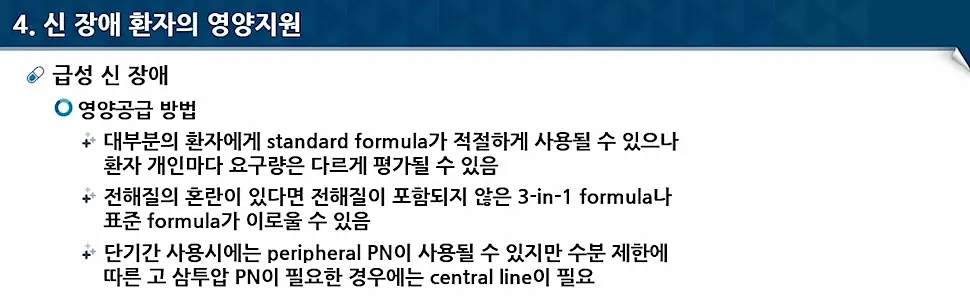 4. 신 장애 환자의 영양지원
급성 신 장애
영양공급 방법
대부분의 환자에게 standard formula가 적절하게 사용될 수 있으나
환자 개인마다 요구량은 다르게 평가될 수 있음
전해질의 혼란이 있다면 전해질이 포함되지 않은 3-in-1 formula나
표준 formula가 이로울 수 있음
단기간 사용시에는 peripheral PN이 사용될 수 있지만 수분 제한에
따른 고 삼투압 PN이 필요한 경우에는 central line이 필요